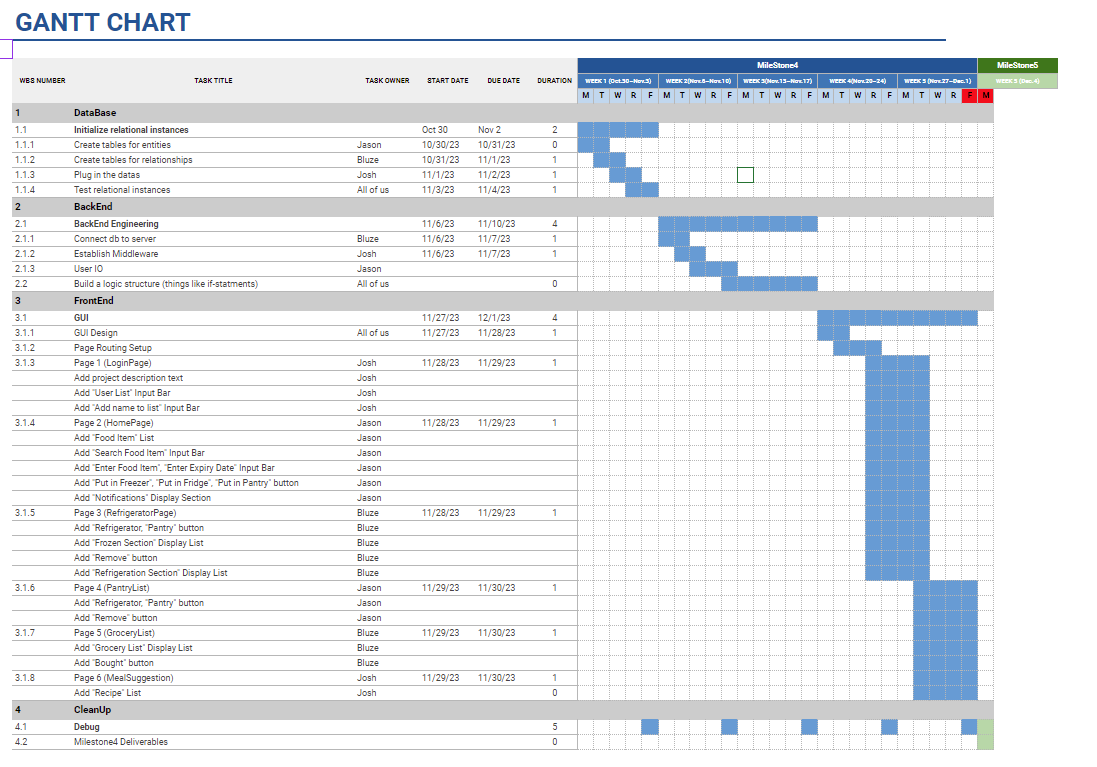 GANTT CHART
MileStone4 MileStone5
WBS NUMBER TASK TITLE TASK OWNER START DATE DUE DATE DURATION WEEK 1 (Oct.30~Nov.3) WEEK 2(Nov.6~Nov.10) WEEK 3(Nov.13~Nov.17) WEEK 4(Nov.20~24) WEEK 5 (Nov.27~Dec.1) (Dec.4)
M T W R F M T W R F M T W R F M T W R F M T W R F M
1 DataBase
1.1 Initialize relational instances Oct 30 Nov 2 2
1.1.1 Create tables for entities Jason 10/30/23 10/31/23 0
1.1.2 Create tables for relationships Bluze 10/31/23 11/1/23 1
1.1.3 Plug in the datas Josh 11/1/23 11/2/23 1
1.1.4 Test relational instances All of us 11/3/23 11/4/23 1
2 BackEnd
2.1 BackEnd Engineering 11/6/23 11/10/23 4
2.1.1 Connect db to server Bluze 11/6/23 11/7/23 1
2.1.2 Establish Middleware Josh 11/6/23 11/7/23 1
2.1.3 User IO Jason
2.2 Build a logic structure (things like if-statments) All of us 0
3 FrontEnd
3.1 GUI 11/27/23 12/1/23 4
3.1.1 GUI Design All of us 11/27/23 11/28/23 1
3.1.2 Page Routing Setup
3.1.3 Page 1 (LoginPage) Josh 11/28/23 11/29/23 1
Add project description text Josh
Add "User List" Input Bar Josh
Add "Add name to list" Input Bar Josh
3.1.4 Page 2 (HomePage) Jason 11/28/23 11/29/23 1
Add "Food Item" List Jason
Add "Search Food Item" Input Bar Jason
Add "Enter Food Item", "Enter Expiry Date" Input Bar Jason
Add "Put in Freezer", "Put in Fridge", "Put in Pantry" button Jason
Add "Notifications" Display Section Jason
3.1.5 Page 3 (RefrigeratorPage) Bluze 11/28/23 11/29/23 1
Add "Refrigerator, "Pantry" button Bluze
Add "Frozen Section" Display List Bluze
Add "Remove" button Bluze
Add "Refrigeration Section" Display List Bluze
3.1.6 Page 4 (PantryList) Jason 11/29/23 11/30/23 1
Add "Refrigerator, "Pantry" button Jason
Add "Remove" button Jason
3.1.7 Page 5 (GroceryList) Bluze 11/29/23 11/30/23 1
Add "Grocery List" Display List Bluze
Add "Bought" button Bluze
3.1.8 Page 6 (MealSuggestion) Josh 11/29/23 11/30/23 1
Add "Recipe" List Josh 0
4 CleanUp
4.1 Debug 5
4.2 Milestone4 Deliverables 0